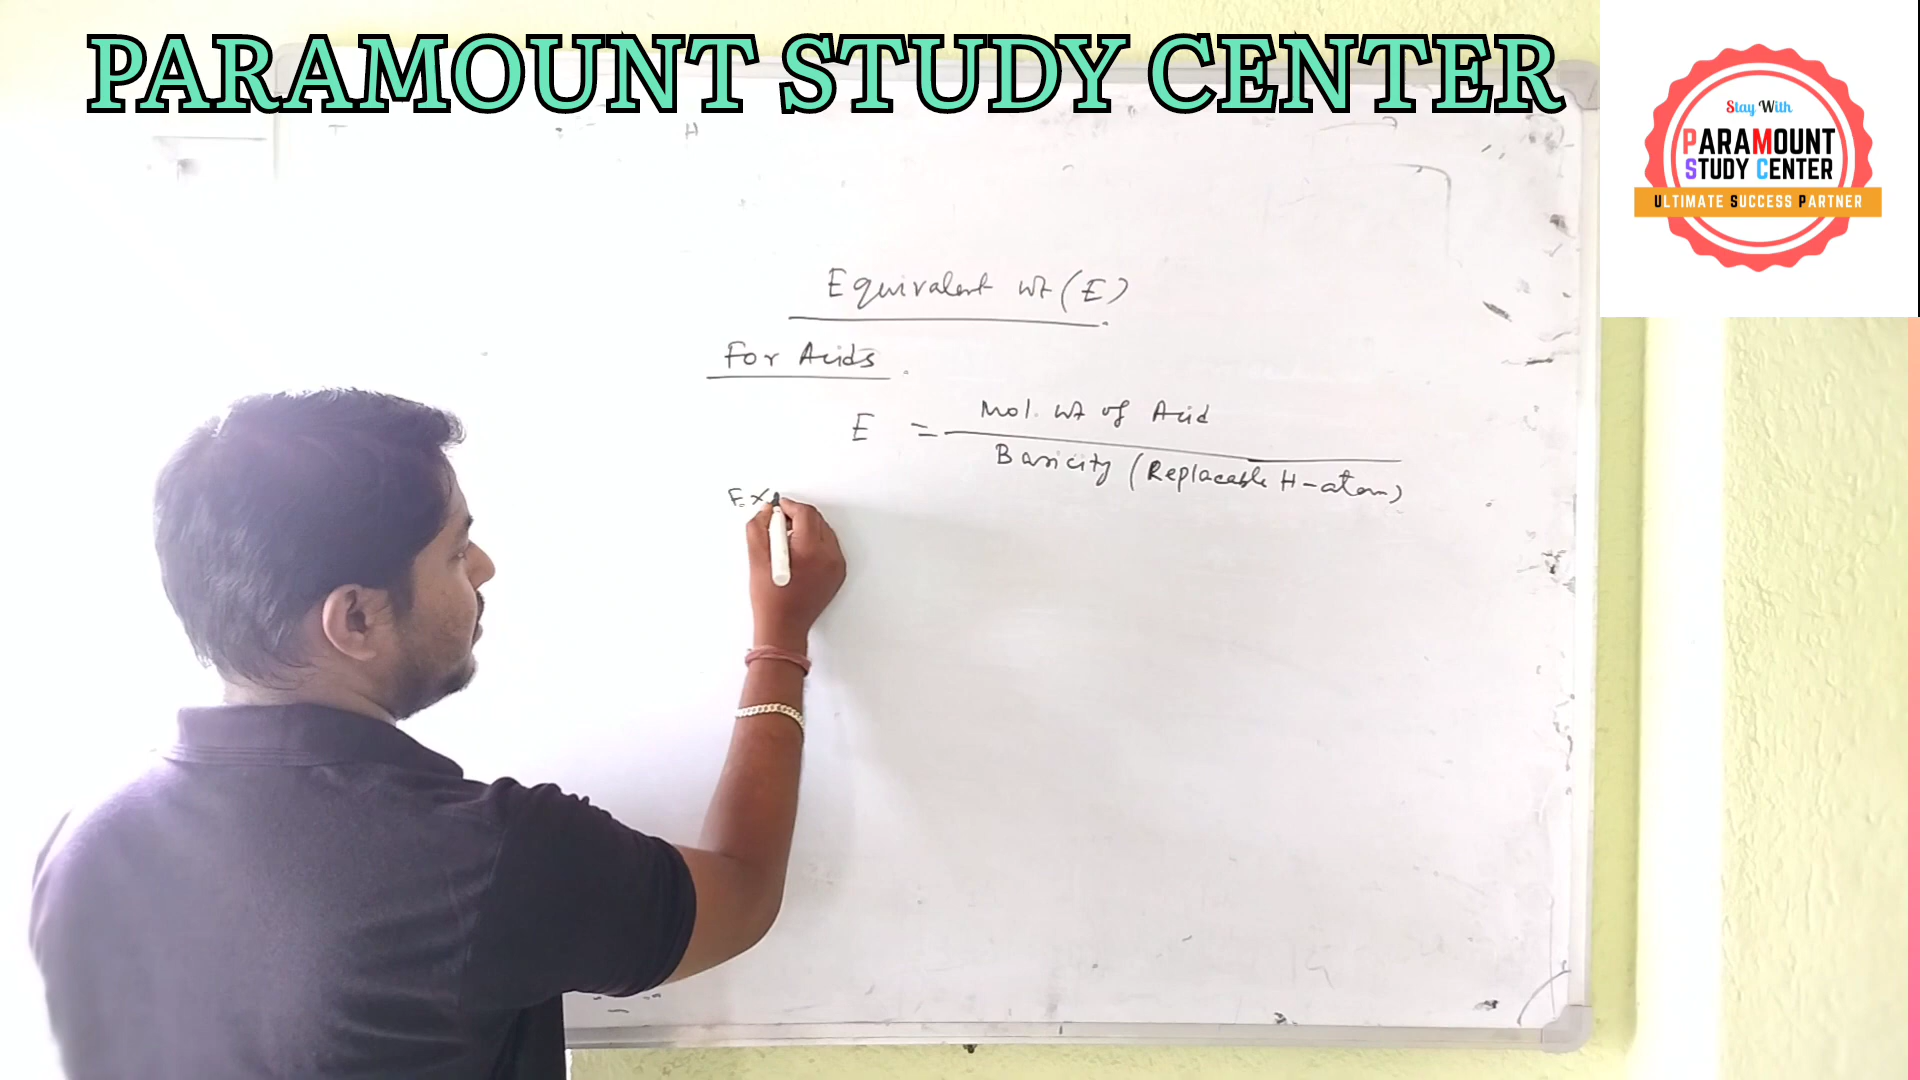 PARAMOUNT STUDY CENTER
Stay With
PARAMOUNT
STUDY CENTER
ULTIMATE SUCCESS PARTNER
Equivalent wt (E)
For Acids
E = Mol. wt of Acid
Basicity (Replacable H-atom)
Ex